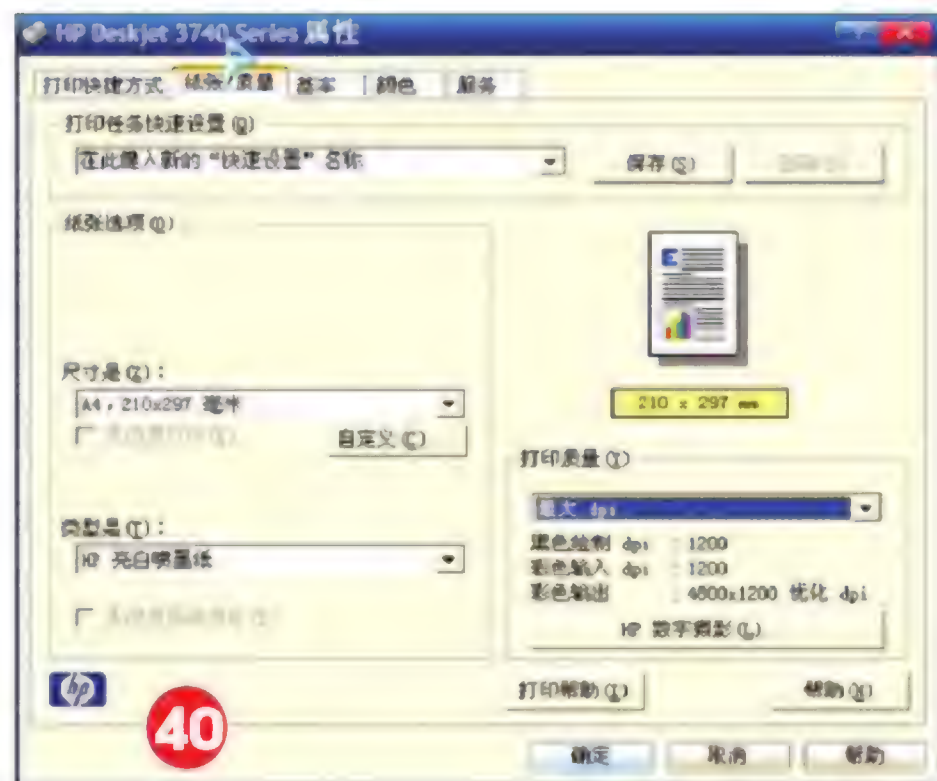 HP Deskjet 3740 Series 属性
打印快捷方式 纸张/质量 基本 颜色 服务
打印任务快速设置(Q)
在此键入新的“快速设置”名称
保存(S)
纸张选项(O)
尺寸是(Z):
A4, 210x297 毫米
自定义(C)
210 x 297 mm
打印质量(Y)
最大 dpi
类型是(T):
HP 亮白喷墨纸
黑色绘制 dpi : 1200
彩色输入 dpi : 1200
彩色输出 : 4800x1200 优化 dpi
HP 数字摄影(L)
hp
40
打印帮助(I)
帮助(H)
确定 取消 帮助